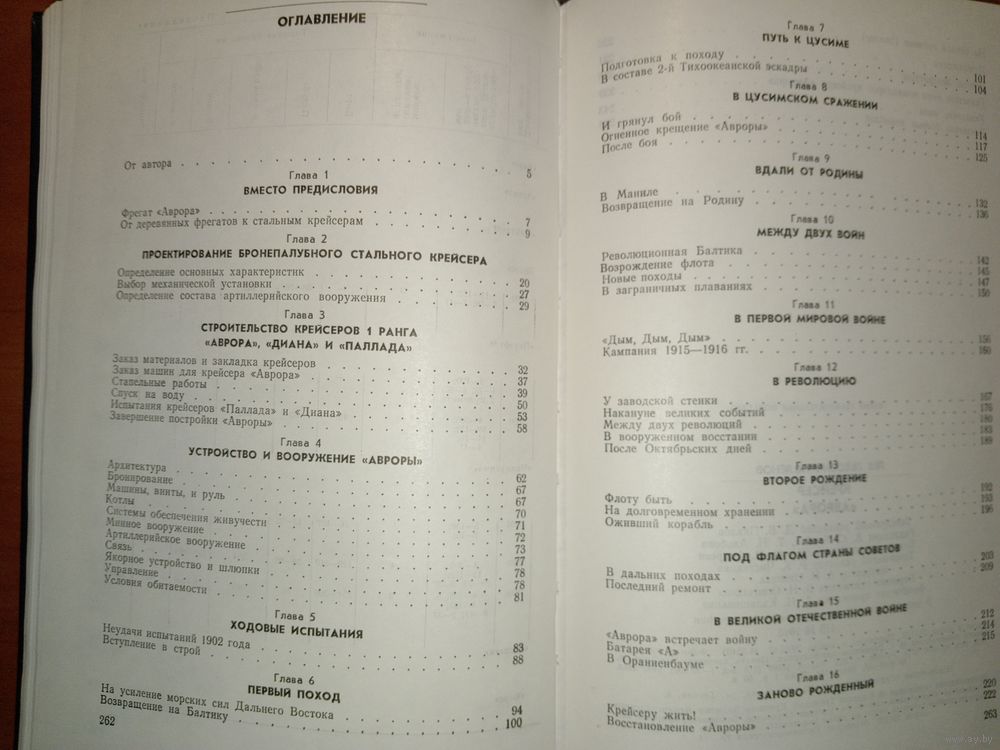 ОГЛАВЛЕНИЕ
От автора 5
Глава 1
ВМЕСТО ПРЕДИСЛОВИЯ
Фрегат «Аврора» 7
От деревянных фрегатов к стальным крейсерам 9
Глава 2
ПРОЕКТИРОВАНИЕ БРОНЕПАЛУБНОГО СТАЛЬНОГО КРЕЙСЕРА
Определение основных характеристик 20
Выбор механической установки 27
Определение состава артиллерийского вооружения 29
Глава 3
СТРОИТЕЛЬСТВО КРЕЙСЕРОВ 1 РАНГА
«АВРОРА», «ДИАНА» И «ПАЛЛАДА»
Заказ материалов и закладка крейсеров 32
Заказ машин для крейсера «Аврора» 37
Стапельные работы 39
Спуск на воду 50
Испытания крейсеров «Паллада» и «Диана» 53
Завершение постройки «Авроры» 58
Глава 4
УСТРОЙСТВО И ВООРУЖЕНИЕ «АВРОРЫ»
Архитектура 62
Бронирование 67
Машины, винты, и руль 67
Котлы 70
Системы обеспечения живучести 71
Минное вооружение 72
Артиллерийское вооружение 73
Связь 77
Якорное устройство и шлюпки 78
Управление 78
Условия обитаемости 81
Глава 5
ХОДОВЫЕ ИСПЫТАНИЯ
Неудачи испытаний 1902 года 83
Вступление в строй 88
Глава 6
ПЕРВЫЙ ПОХОД
На усиление морских сил Дальнего Востока 94
Возвращение на Балтику 100
262
Глава 7
ПУТЬ К ЦУСИМЕ
Подготовка к походу 101
В составе 2-й Тихоокеанской эскадры 104
Глава 8
В ЦУСИМСКОМ СРАЖЕНИИ
И грянул бой 114
Огненное крещение «Авроры» 117
После боя 125
Глава 9
ВДАЛИ ОТ РОДИНЫ
В Маниле 132
Возвращение на Родину 136
Глава 10
МЕЖДУ ДВУХ ВОЙН
Революционная Балтика 142
Возрождение флота 145
Новые походы 147
В заграничных плаваниях 150
Глава 11
В ПЕРВОЙ МИРОВОЙ ВОЙНЕ
«Дым, Дым, Дым» 156
Кампания 1915—1916 гг. 160
Глава 12
В РЕВОЛЮЦИЮ
У заводской стенки 167
Накануне великих событий 176
Между двух революций 180
В вооруженном восстании 183
После Октябрьских дней 189
Глава 13
ВТОРОЕ РОЖДЕНИЕ
Флоту быть 192
На долговременном хранении 193
Оживший корабль 196
Глава 14
ПОД ФЛАГОМ СТРАНЫ СОВЕТОВ
В дальних походах 203
Последний ремонт 209
Глава 15
В ВЕЛИКОЙ ОТЕЧЕСТВЕННОЙ ВОЙНЕ
«Аврора» встречает войну 212
Батарея «А» 214
В Ораниенбауме 215
Глава 16
ЗАНОВО РОЖДЕННЫЙ
Крейсеру жить! 220
Восстановление «Авроры» 222
263
www.ay.by